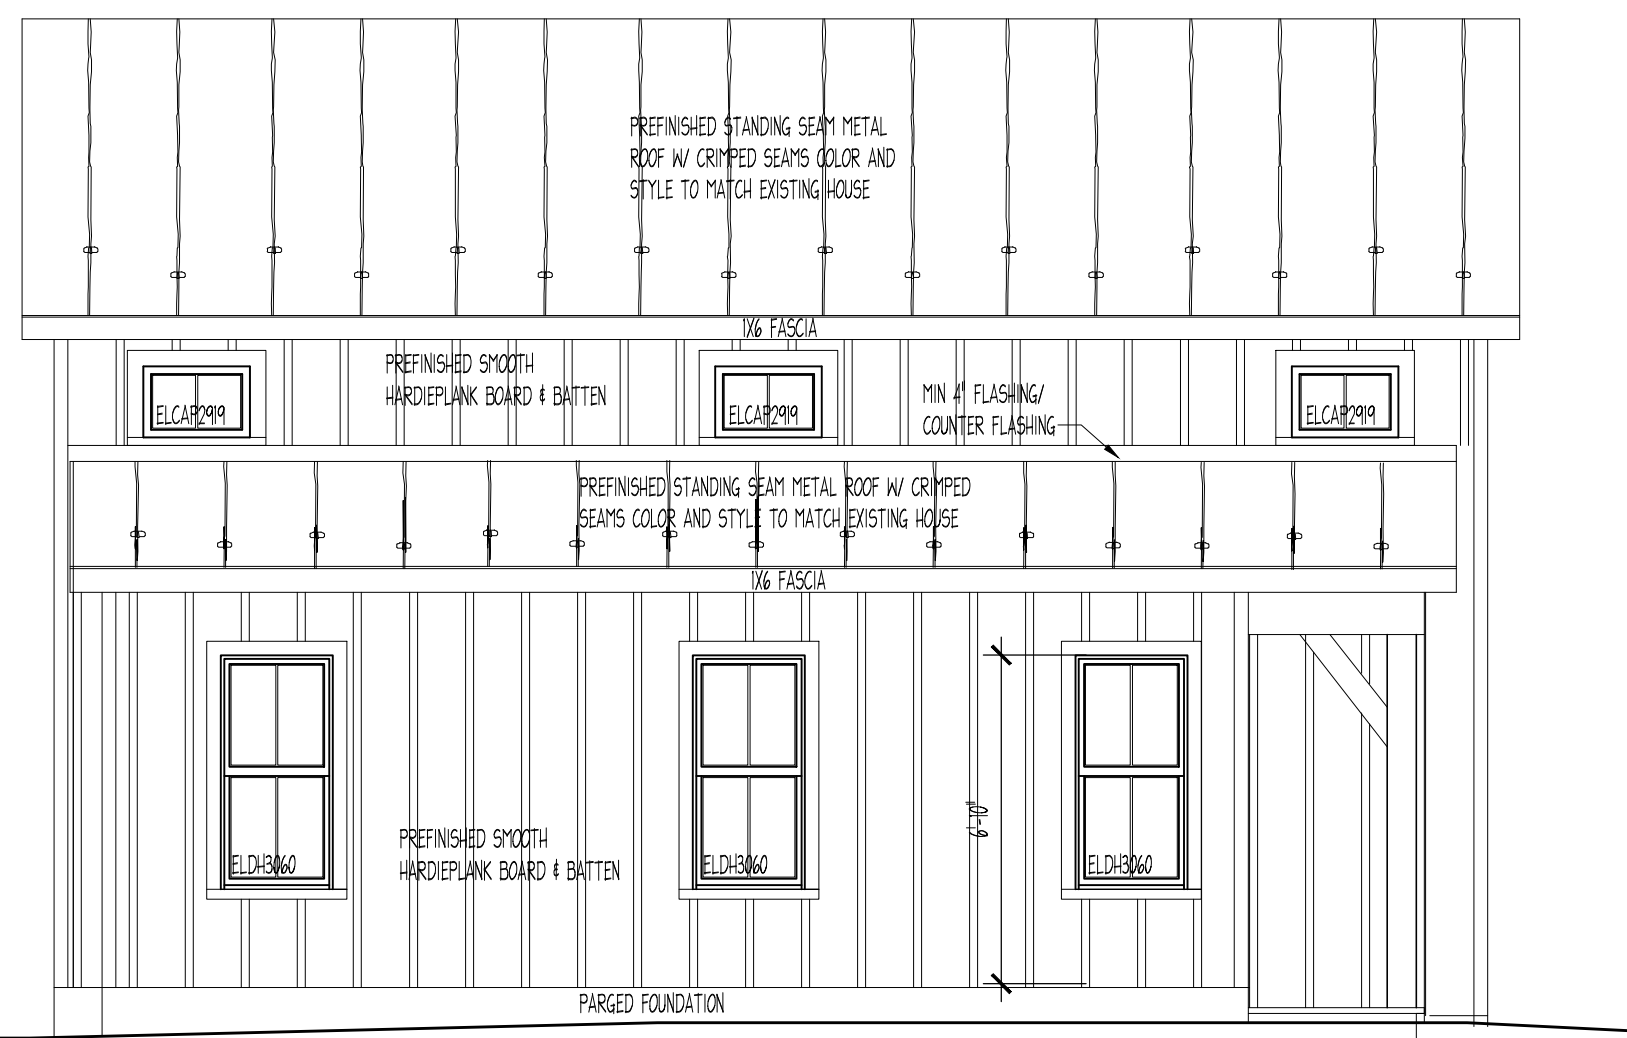 PREFINISHED STANDING SEAM METAL
ROOF W/ CRIMPED SEAMS COLOR AND
STYLE TO MATCH EXISTING HOUSE
1X6 FASCIA
PREFINISHED SMOOTH
HARDIEPLANK BOARD & BATTEN
MIN 4" FLASHING/
COUNTER FLASHING
ELCAP2919
ELCAP2919
ELCAP2919
PREFINISHED STANDING SEAM METAL ROOF W/ CRIMPED
SEAMS COLOR AND STYLE TO MATCH EXISTING HOUSE
1X6 FASCIA
6'-10"
PREFINISHED SMOOTH
HARDIEPLANK BOARD & BATTEN
ELDH3060
ELDH3060
ELDH3060
PARGED FOUNDATION